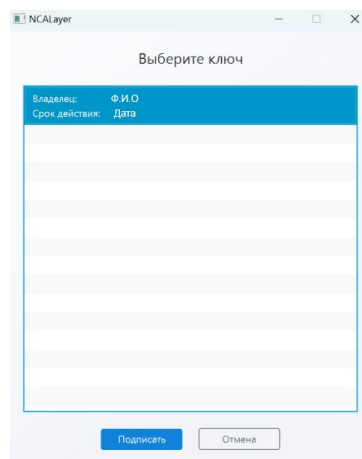 NCALayer
Выберите ключ
Владелец: Ф.И.О
Срок действия: Дата
Подписать Отмена